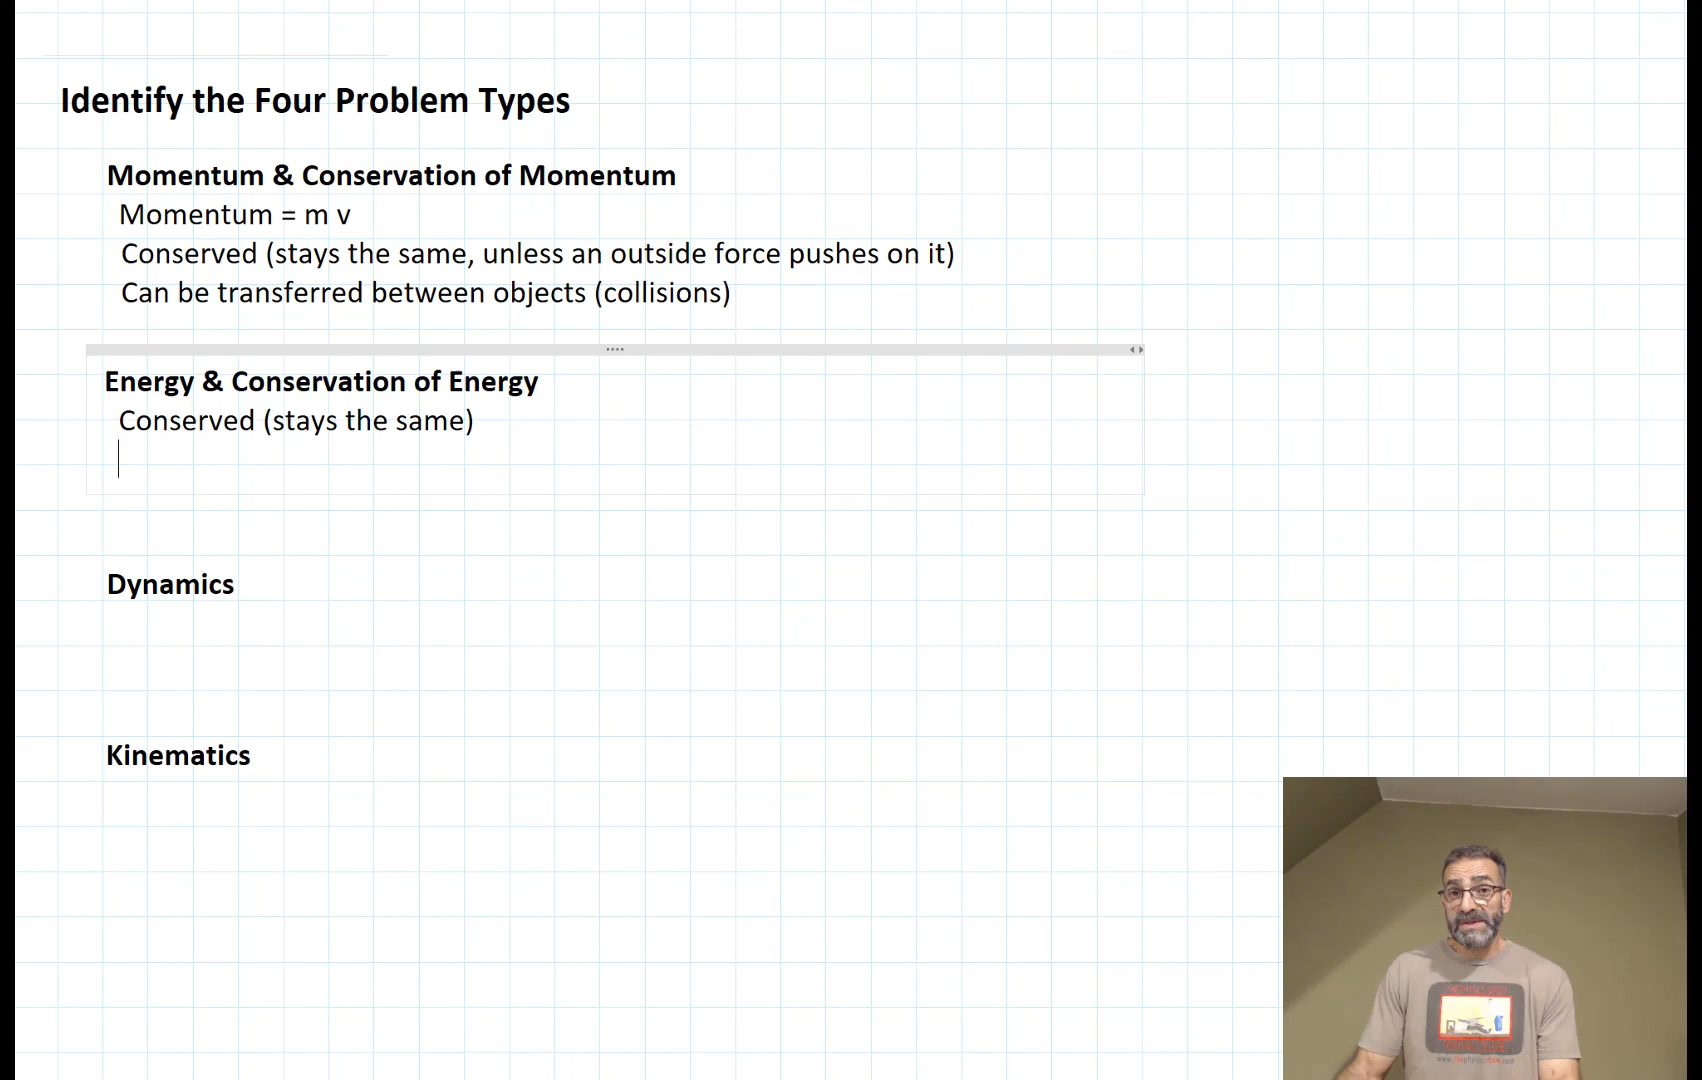 Identify the Four Problem Types
Momentum & Conservation of Momentum
Momentum = m v
Conserved (stays the same, unless an outside force pushes on it)
Can be transferred between objects (collisions)
Energy & Conservation of Energy
Conserved (stays the same)
Dynamics
Kinematics